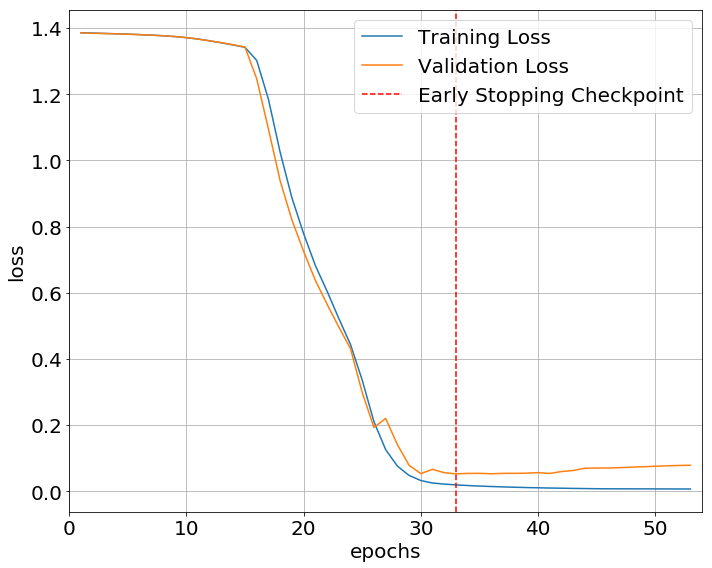 Training Loss
Validation Loss
Early Stopping Checkpoint
1.4
1.2
1.0
0.8
0.6
0.4
0.2
0.0
loss
0 10 20 30 40 50
epochs